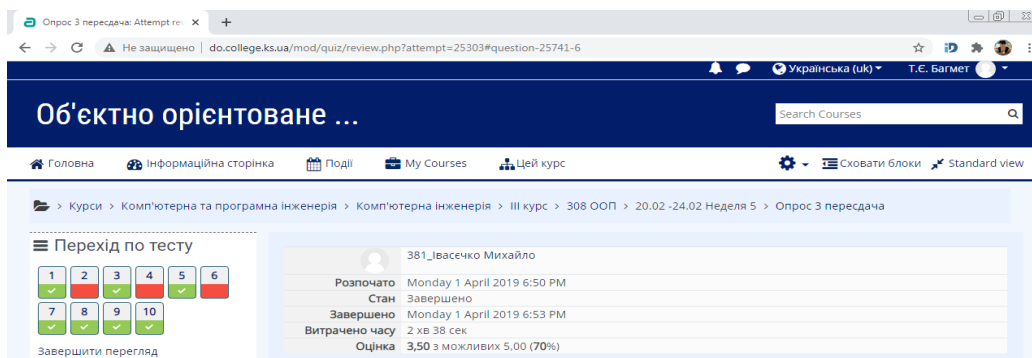 Опрос 3 пересдача: Attempt rev
Не защищено | do.college.ks.ua/mod/quiz/review.php?attempt=25303#question-25741-6
Українська (uk) Т.Є. Багмет
Об'єктно орієнтоване ...
Search Courses
Головна Інформаційна сторінка Події My Courses Цей курс Сховати блоки Standard view
> Курси > Комп'ютерна та програмна інженерія > Комп'ютерна інженерія > III курс > 308 ООП > 20.02 -24.02 Неделя 5 > Опрос 3 пересдача
Перехід по тесту
1 2 3 4 5 6
7 8 9 10
Завершити перегляд
381_Івасечко Михайло
Розпочато Monday 1 April 2019 6:50 PM
Стан Завершено
Завершено Monday 1 April 2019 6:53 PM
Витрачено часу 2 хв 38 сек
Оцінка 3,50 з можливих 5,00 (70%)